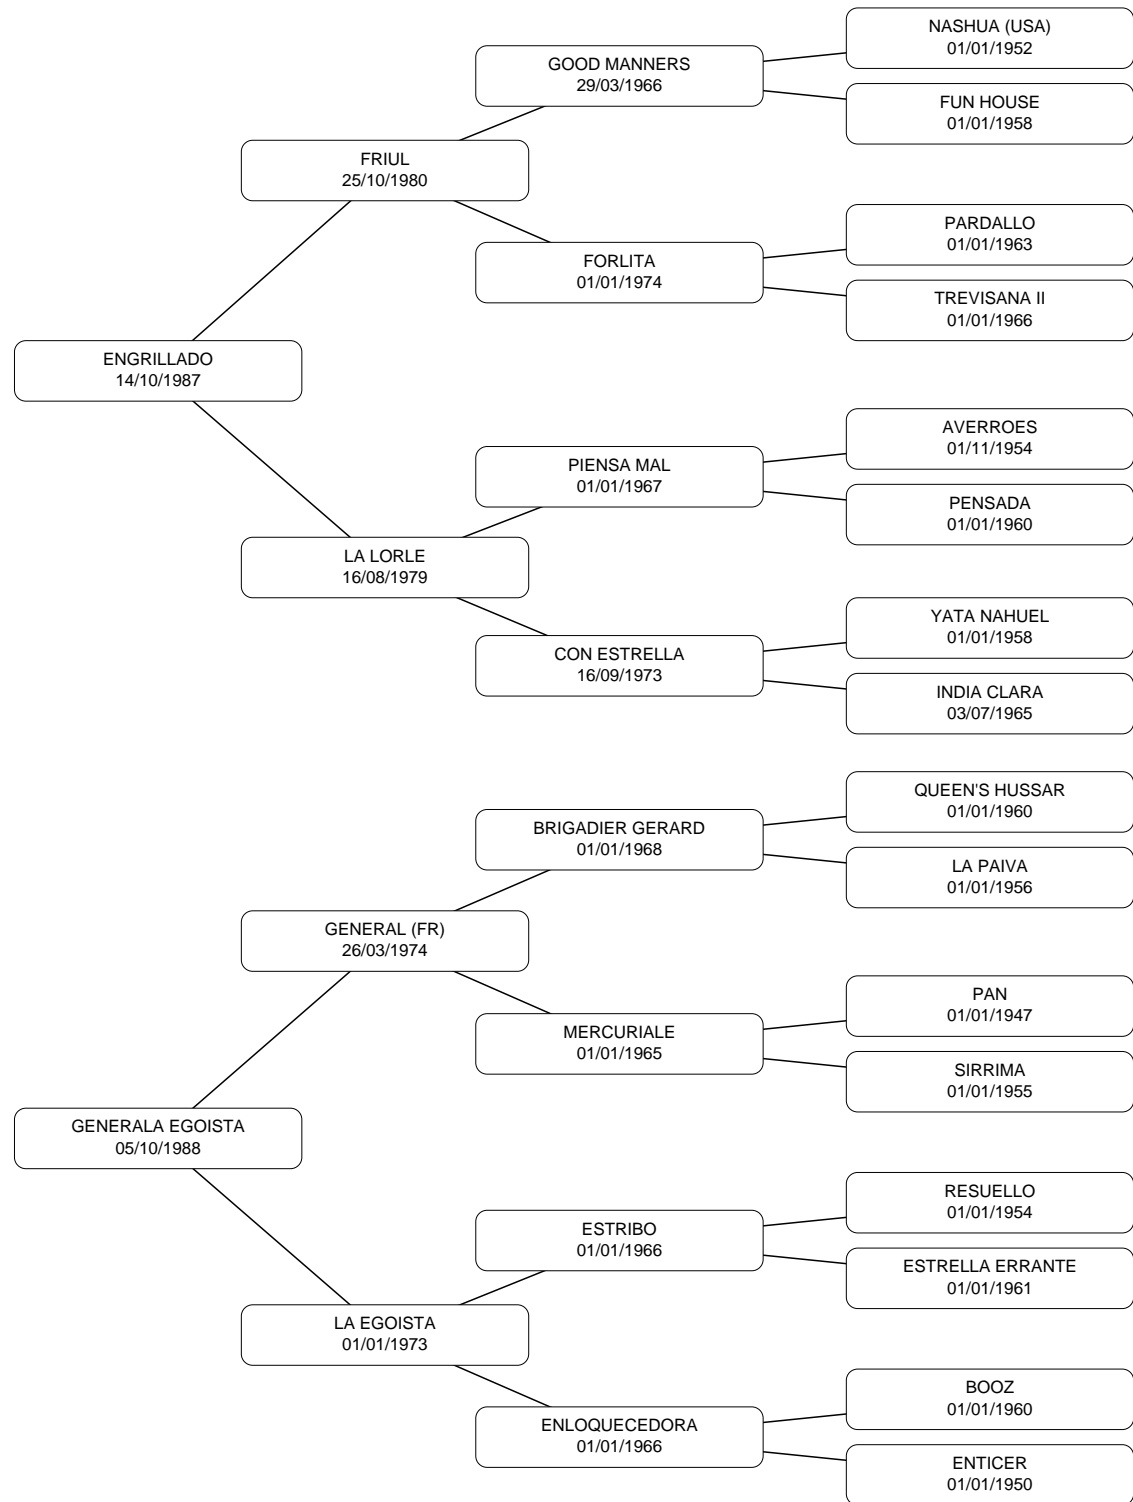 NASHUA (USA)
01/01/1952
GOOD MANNERS
29/03/1966
FUN HOUSE
01/01/1958
FRIUL
25/10/1980
PARDALLO
01/01/1963
FORLITA
01/01/1974
TREVISANA II
01/01/1966
ENGRILLADO
14/10/1987
AVERROES
01/11/1954
PIENSA MAL
01/01/1967
PENSADA
01/01/1960
LA LORLE
16/08/1979
YATA NAHUEL
01/01/1958
CON ESTRELLA
16/09/1973
INDIA CLARA
03/07/1965
QUEEN'S HUSSAR
01/01/1960
BRIGADIER GERARD
01/01/1968
LA PAIVA
01/01/1956
GENERAL (FR)
26/03/1974
PAN
01/01/1947
MERCURIALE
01/01/1965
SIRRIMA
01/01/1955
GENERALA EGOISTA
05/10/1988
RESUELLO
01/01/1954
ESTRIBO
01/01/1966
ESTRELLA ERRANTE
01/01/1961
LA EGOISTA
01/01/1973
BOOZ
01/01/1960
ENLOQUECEDORA
01/01/1966
ENTICER
01/01/1950